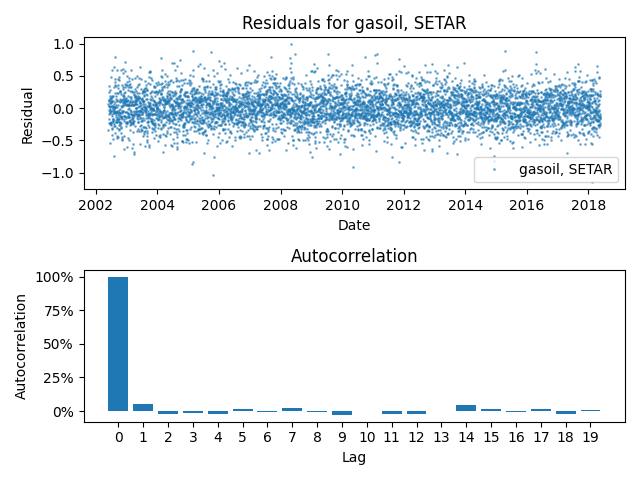 Residuals for gasoil, SETAR
1.0
0.5
0.0
−0.5
−1.0
Residual
gasoil, SETAR
2002 2004 2006 2008 2010 2012 2014 2016 2018
Date
Autocorrelation
100%
75%
50%
25%
0%
Autocorrelation
0 1 2 3 4 5 6 7 8 9 10 11 12 13 14 15 16 17 18 19
Lag